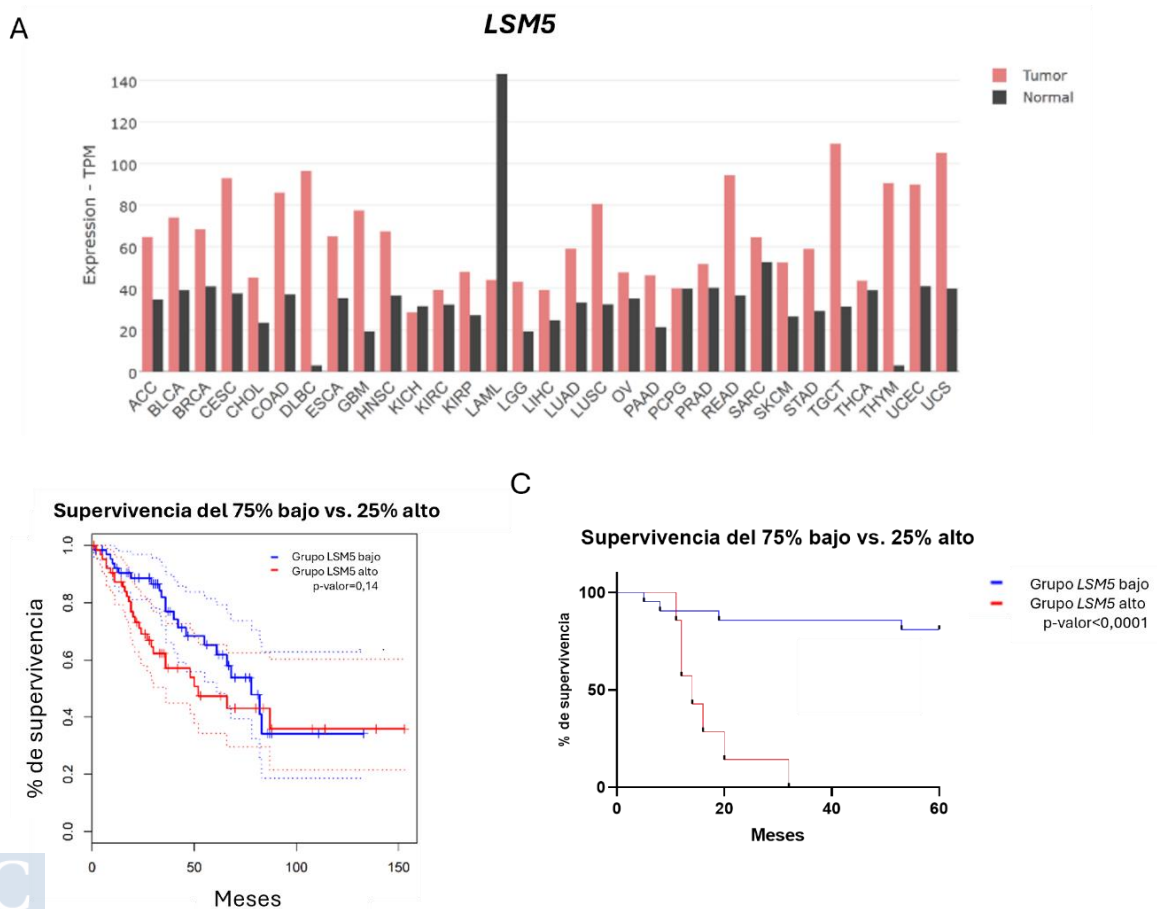 A
LSM5
Tumor
Normal
Expression - TPM
140
120
100
80
60
40
20
0
ACC
BLCA
BRCA
CESC
CHOL
COAD
DLBC
ESCA
GBM
HNSC
KICH
KIRC
KIRP
LAML
LGG
LIHC
LUAD
LUSC
OV
PAAD
PCPG
PRAD
READ
SARC
SKCM
STAD
TGCT
THCA
THYM
UCEC
UCS
Supervivencia del 75% bajo vs. 25% alto
Grupo LSM5 bajo
Grupo LSM5 alto
p-valor=0,14
% de supervivencia
1.0
0.8
0.6
0.4
0.2
0.0
0
50
100
150
Meses
C
C
Supervivencia del 75% bajo vs. 25% alto
Grupo LSM5 bajo
Grupo LSM5 alto
p-valor<0,0001
% de supervivencia
100
50
0
0
20
40
60
Meses